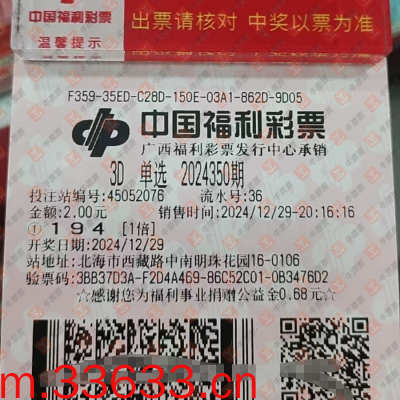 中国福利彩票
温馨提示
出票请核对 中奖以票为准
F359-35ED-C28D-150E-03A1-862D-9D05
中国福利彩票
广西福利彩票发行中心承销
3D 单选 2024350期
投注站编号:45052076 流水号:36
金额:2.00元 销售时间:2024/12/29-20:16:16
① 194 [1倍]
开奖日期:2024/12/29
站地址:北海市西藏路中南明珠花园16-0106
验票码:3BB37D3A-F2D4A469-86C52C01-0B3476D2
☆感谢您为福利事业捐赠公益金0.68元☆
m.33633.cn